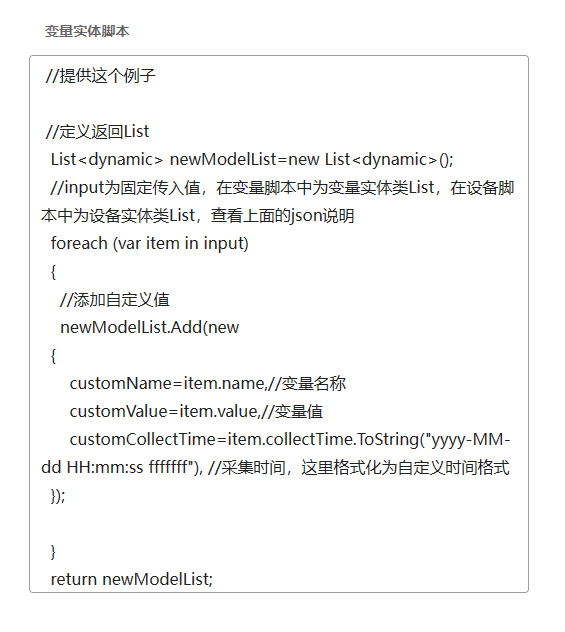 变量实体脚本
//提供这个例子
//定义返回List
List<dynamic> newModelList=new List<dynamic>();
//input为固定传入值，在变量脚本中为变量实体类List，在设备脚
本中为设备实体类List，查看上面的json说明
foreach (var item in input)
{
//添加自定义值
newModelList.Add(new
{
customName=item.name,//变量名称
customValue=item.value,//变量值
customCollectTime=item.collectTime.ToString("yyyy-MM-
dd HH:mm:ss fffffff"), //采集时间，这里格式化为自定义时间格式
});
}
return newModelList;